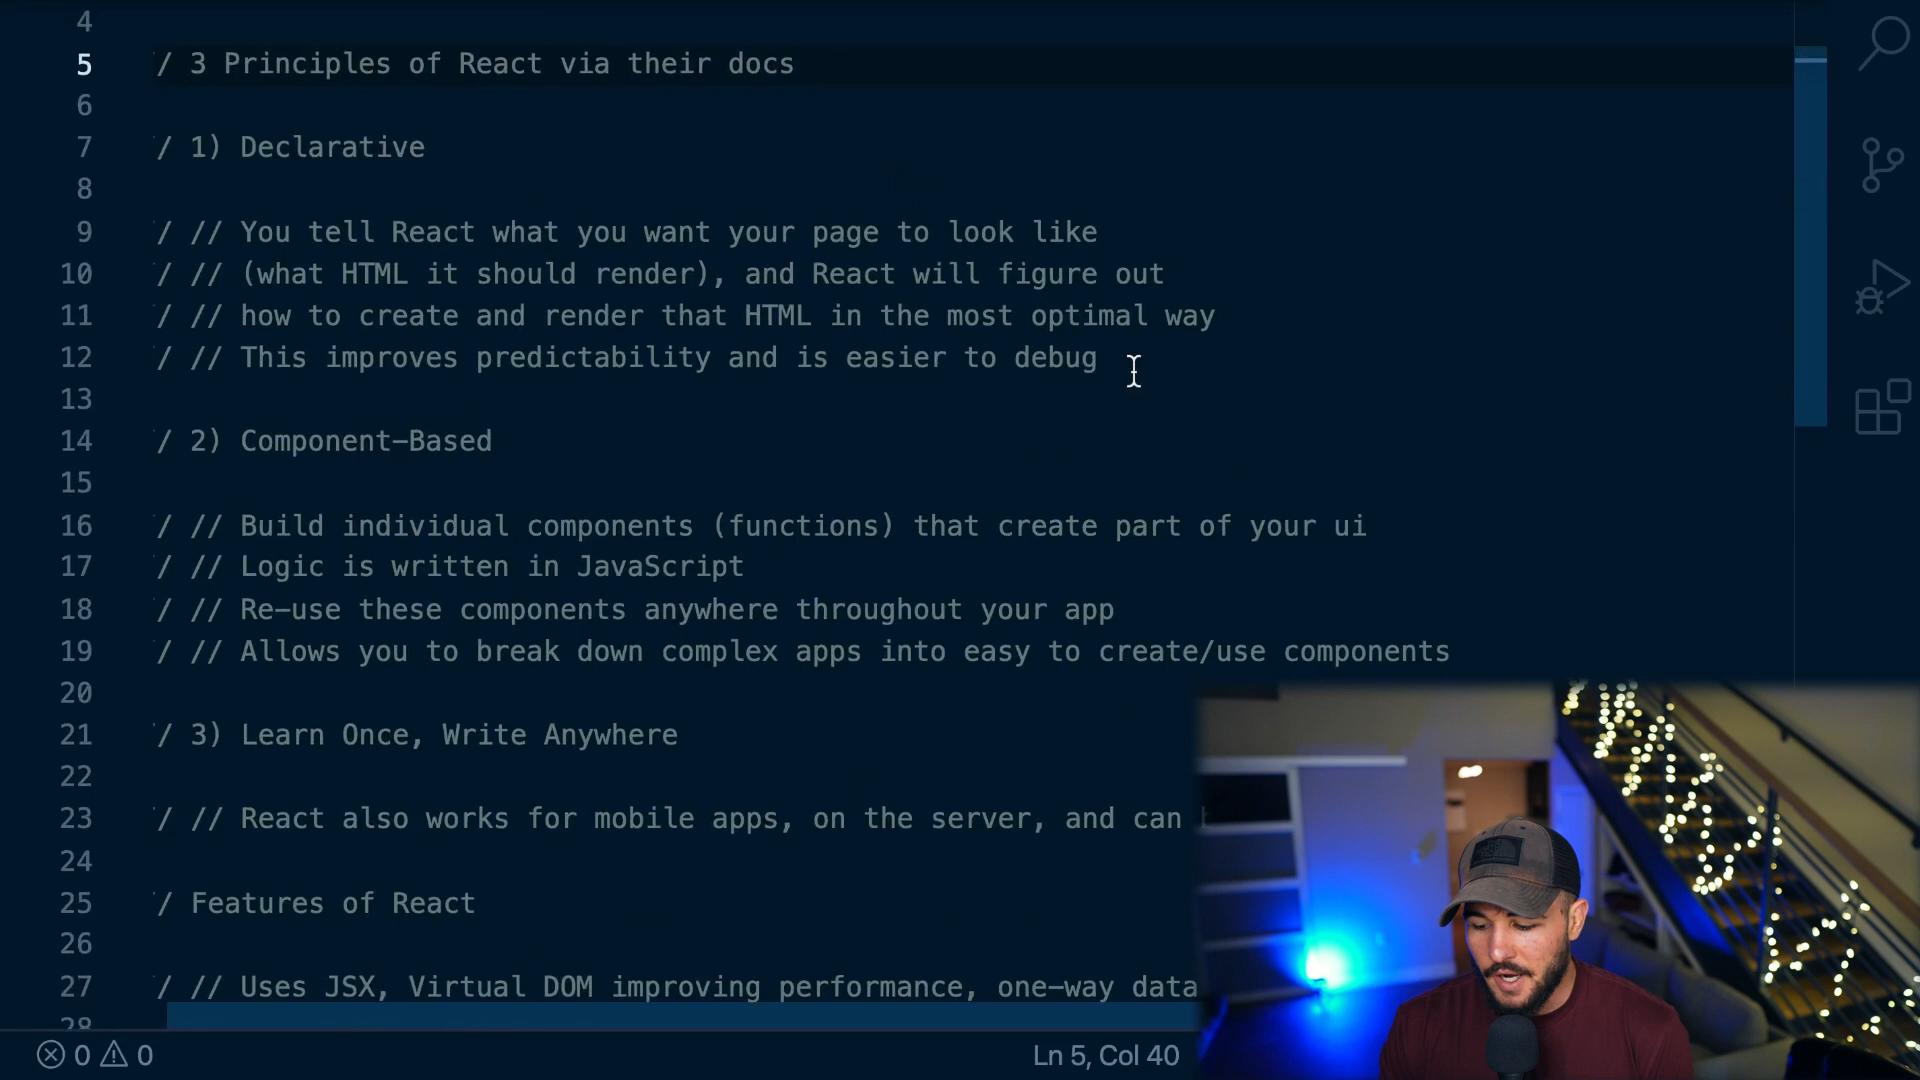 4
5 / 3 Principles of React via their docs
6
7 / 1) Declarative
8
9 / // You tell React what you want your page to look like
10 / // (what HTML it should render), and React will figure out
11 / // how to create and render that HTML in the most optimal way
12 / // This improves predictability and is easier to debug
13
14 / 2) Component-Based
15
16 / // Build individual components (functions) that create part of your ui
17 / // Logic is written in JavaScript
18 / // Re-use these components anywhere throughout your app
19 / // Allows you to break down complex apps into easy to create/use components
20
21 / 3) Learn Once, Write Anywhere
22
23 / // React also works for mobile apps, on the server, and can
24
25 / Features of React
26
27 / // Uses JSX, Virtual DOM improving performance, one-way data
28
0 0 Ln 5, Col 40